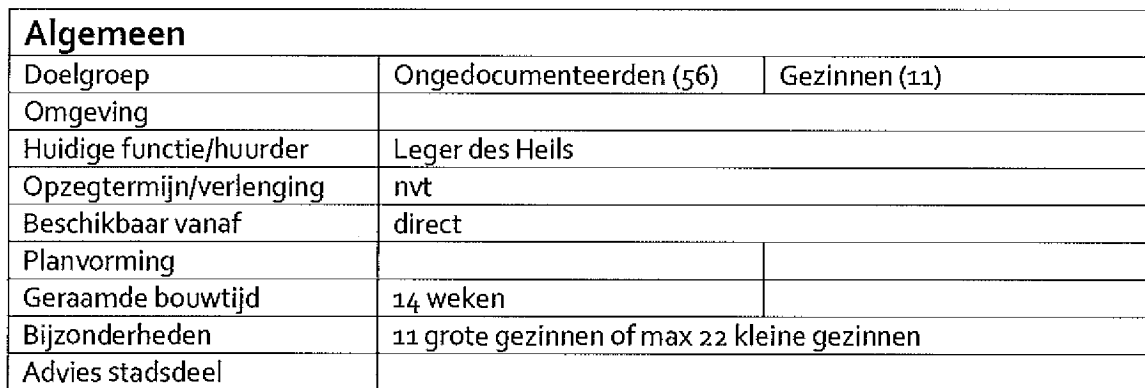 Algemeen
Doelgroep Ongedocumenteerden (56) Gezinnen (11)
Omgeving
Huidige functie/huurder Leger des Heils
Opzegtermijn/verlenging nvt
Beschikbaar vanaf direct
Planvorming
Geraamde bouwtijd 14 weken
Bijzonderheden 11 grote gezinnen of max 22 kleine gezinnen
Advies stadsdeel